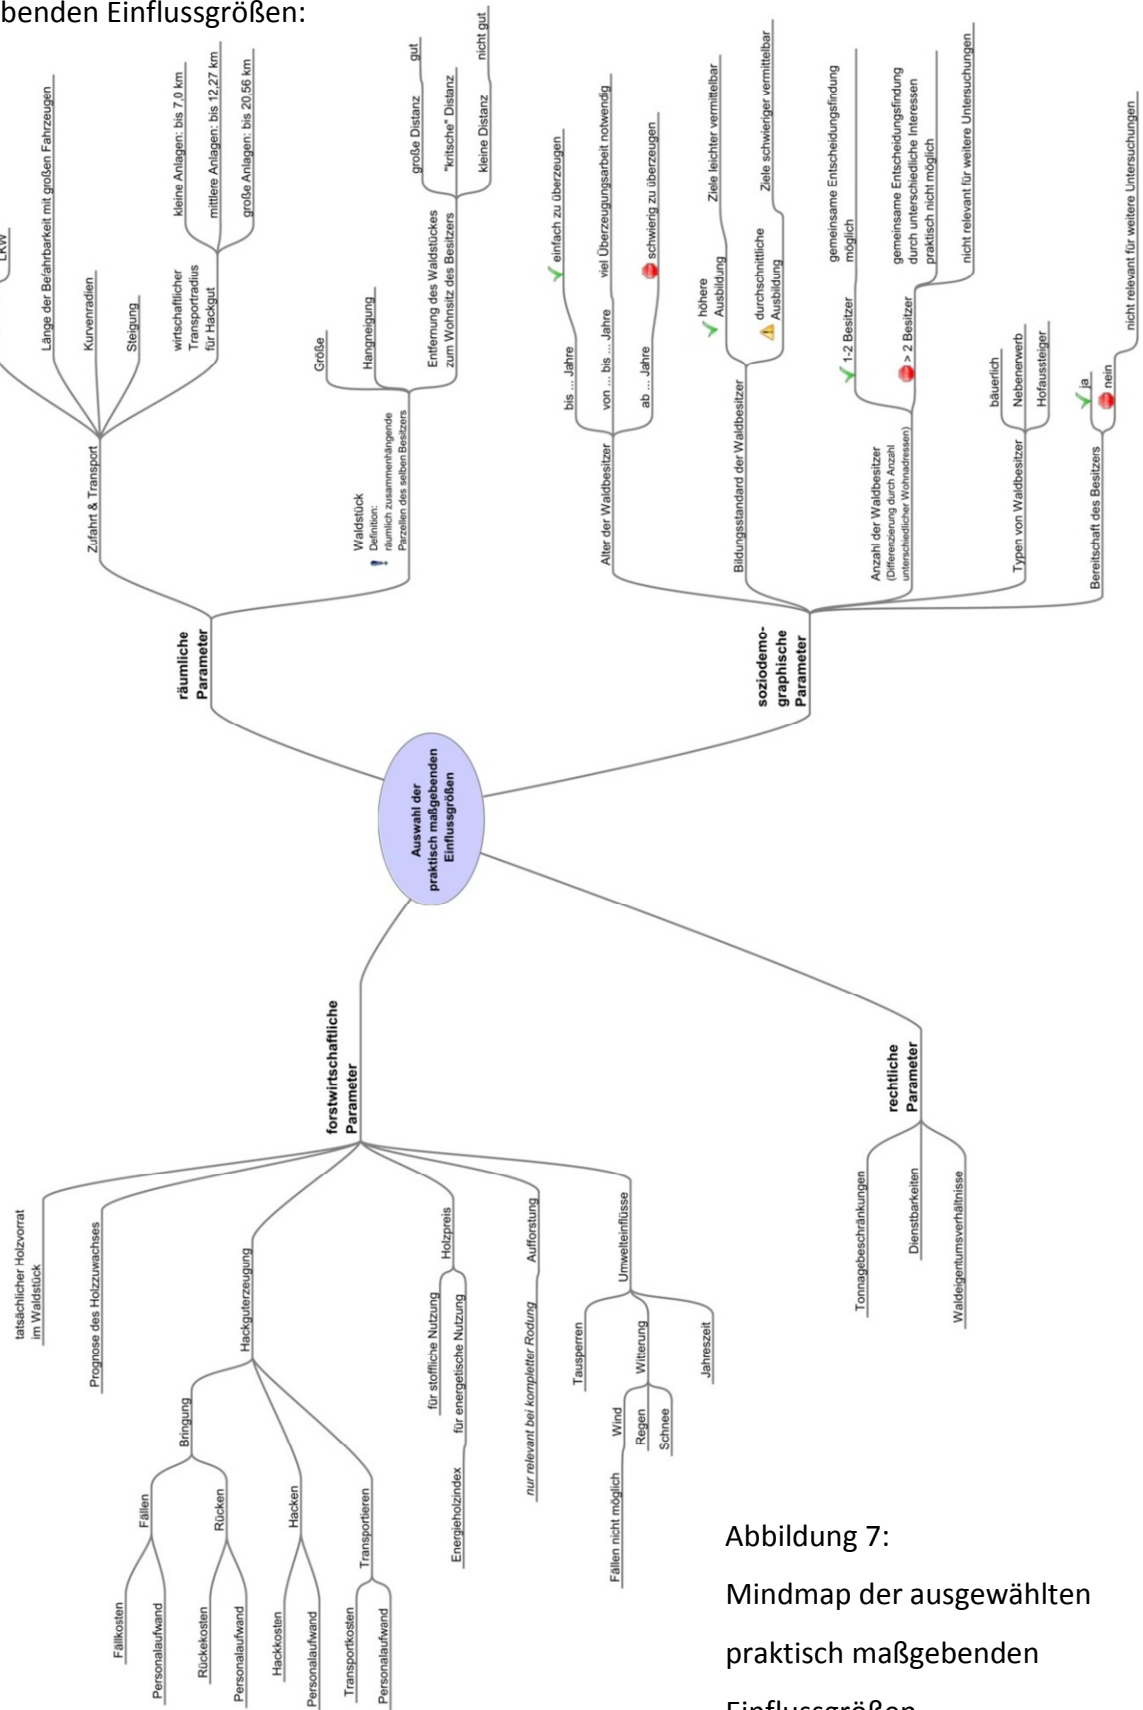 benden Einflussgrößen:
Auswahl der
praktisch maßgebenden
Einflussgrößen
räumliche
Parameter
Zufahrt & Transport
LKW
Länge der Befahrbarkeit mit großen Fahrzeugen
Kurvenradien
Steigung
wirtschaftlicher
Transportradius
für Hackgut
kleine Anlagen: bis 7,0 km
mittlere Anlagen: bis 12,27 km
große Anlagen: bis 20,56 km
Waldstück
Definition:
räumlich zusammenhängende
Parzellen des selben Besitzers
Größe
Hangneigung
Entfernung des Waldstückes
zum Wohnsitz des Besitzers
große Distanz
gut
"kritsche" Distanz
kleine Distanz
nicht gut
soziodemo-
graphische
Parameter
Alter der Waldbesitzer
bis ... Jahre
einfach zu überzeugen
von ... bis ... Jahre
viel Überzeugungsarbeit notwendig
ab ... Jahre
schwierig zu überzeugen
Bildungsstandard der Waldbesitzer
höhere
Ausbildung
Ziele leichter vermittelbar
durchschnittliche
Ausbildung
Ziele schwieriger vermittelbar
Anzahl der Waldbesitzer
(Differenzierung durch Anzahl
unterschiedlicher Wohnadressen)
1-2 Besitzer
gemeinsame Entscheidungsfindung
möglich
> 2 Besitzer
gemeinsame Entscheidungsfindung
durch unterschiedliche Interessen
praktisch nicht möglich
nicht relevant für weitere Untersuchungen
Typen von Waldbesitzer
bäuerlich
Nebenerwerb
Hofaussteiger
Bereitschaft des Besitzers
ja
nein
nicht relevant für weitere Untersuchungen
forstwirtschaftliche
Parameter
tatsächlicher Holzvorrat
im Waldstück
Prognose des Holzzuwachses
Hackguterzeugung
Bringung
Fällen
Fällkosten
Personalaufwand
Rücken
Rückekosten
Personalaufwand
Hacken
Hackkosten
Personalaufwand
Transportieren
Transportkosten
Personalaufwand
Holzpreis
für stoffliche Nutzung
für energetische Nutzung
Energieholzindex
Aufforstung
nur relevant bei kompletter Rodung
Umwelteinflüsse
Tausperren
Witterung
Wind
Fällen nicht möglich
Regen
Schnee
Jahreszeit
rechtliche
Parameter
Tonnagebeschränkungen
Dienstbarkeiten
Waldeigentumsverhältnisse
Abbildung 7:
Mindmap der ausgewählten
praktisch maßgebenden
Einflussgrößen